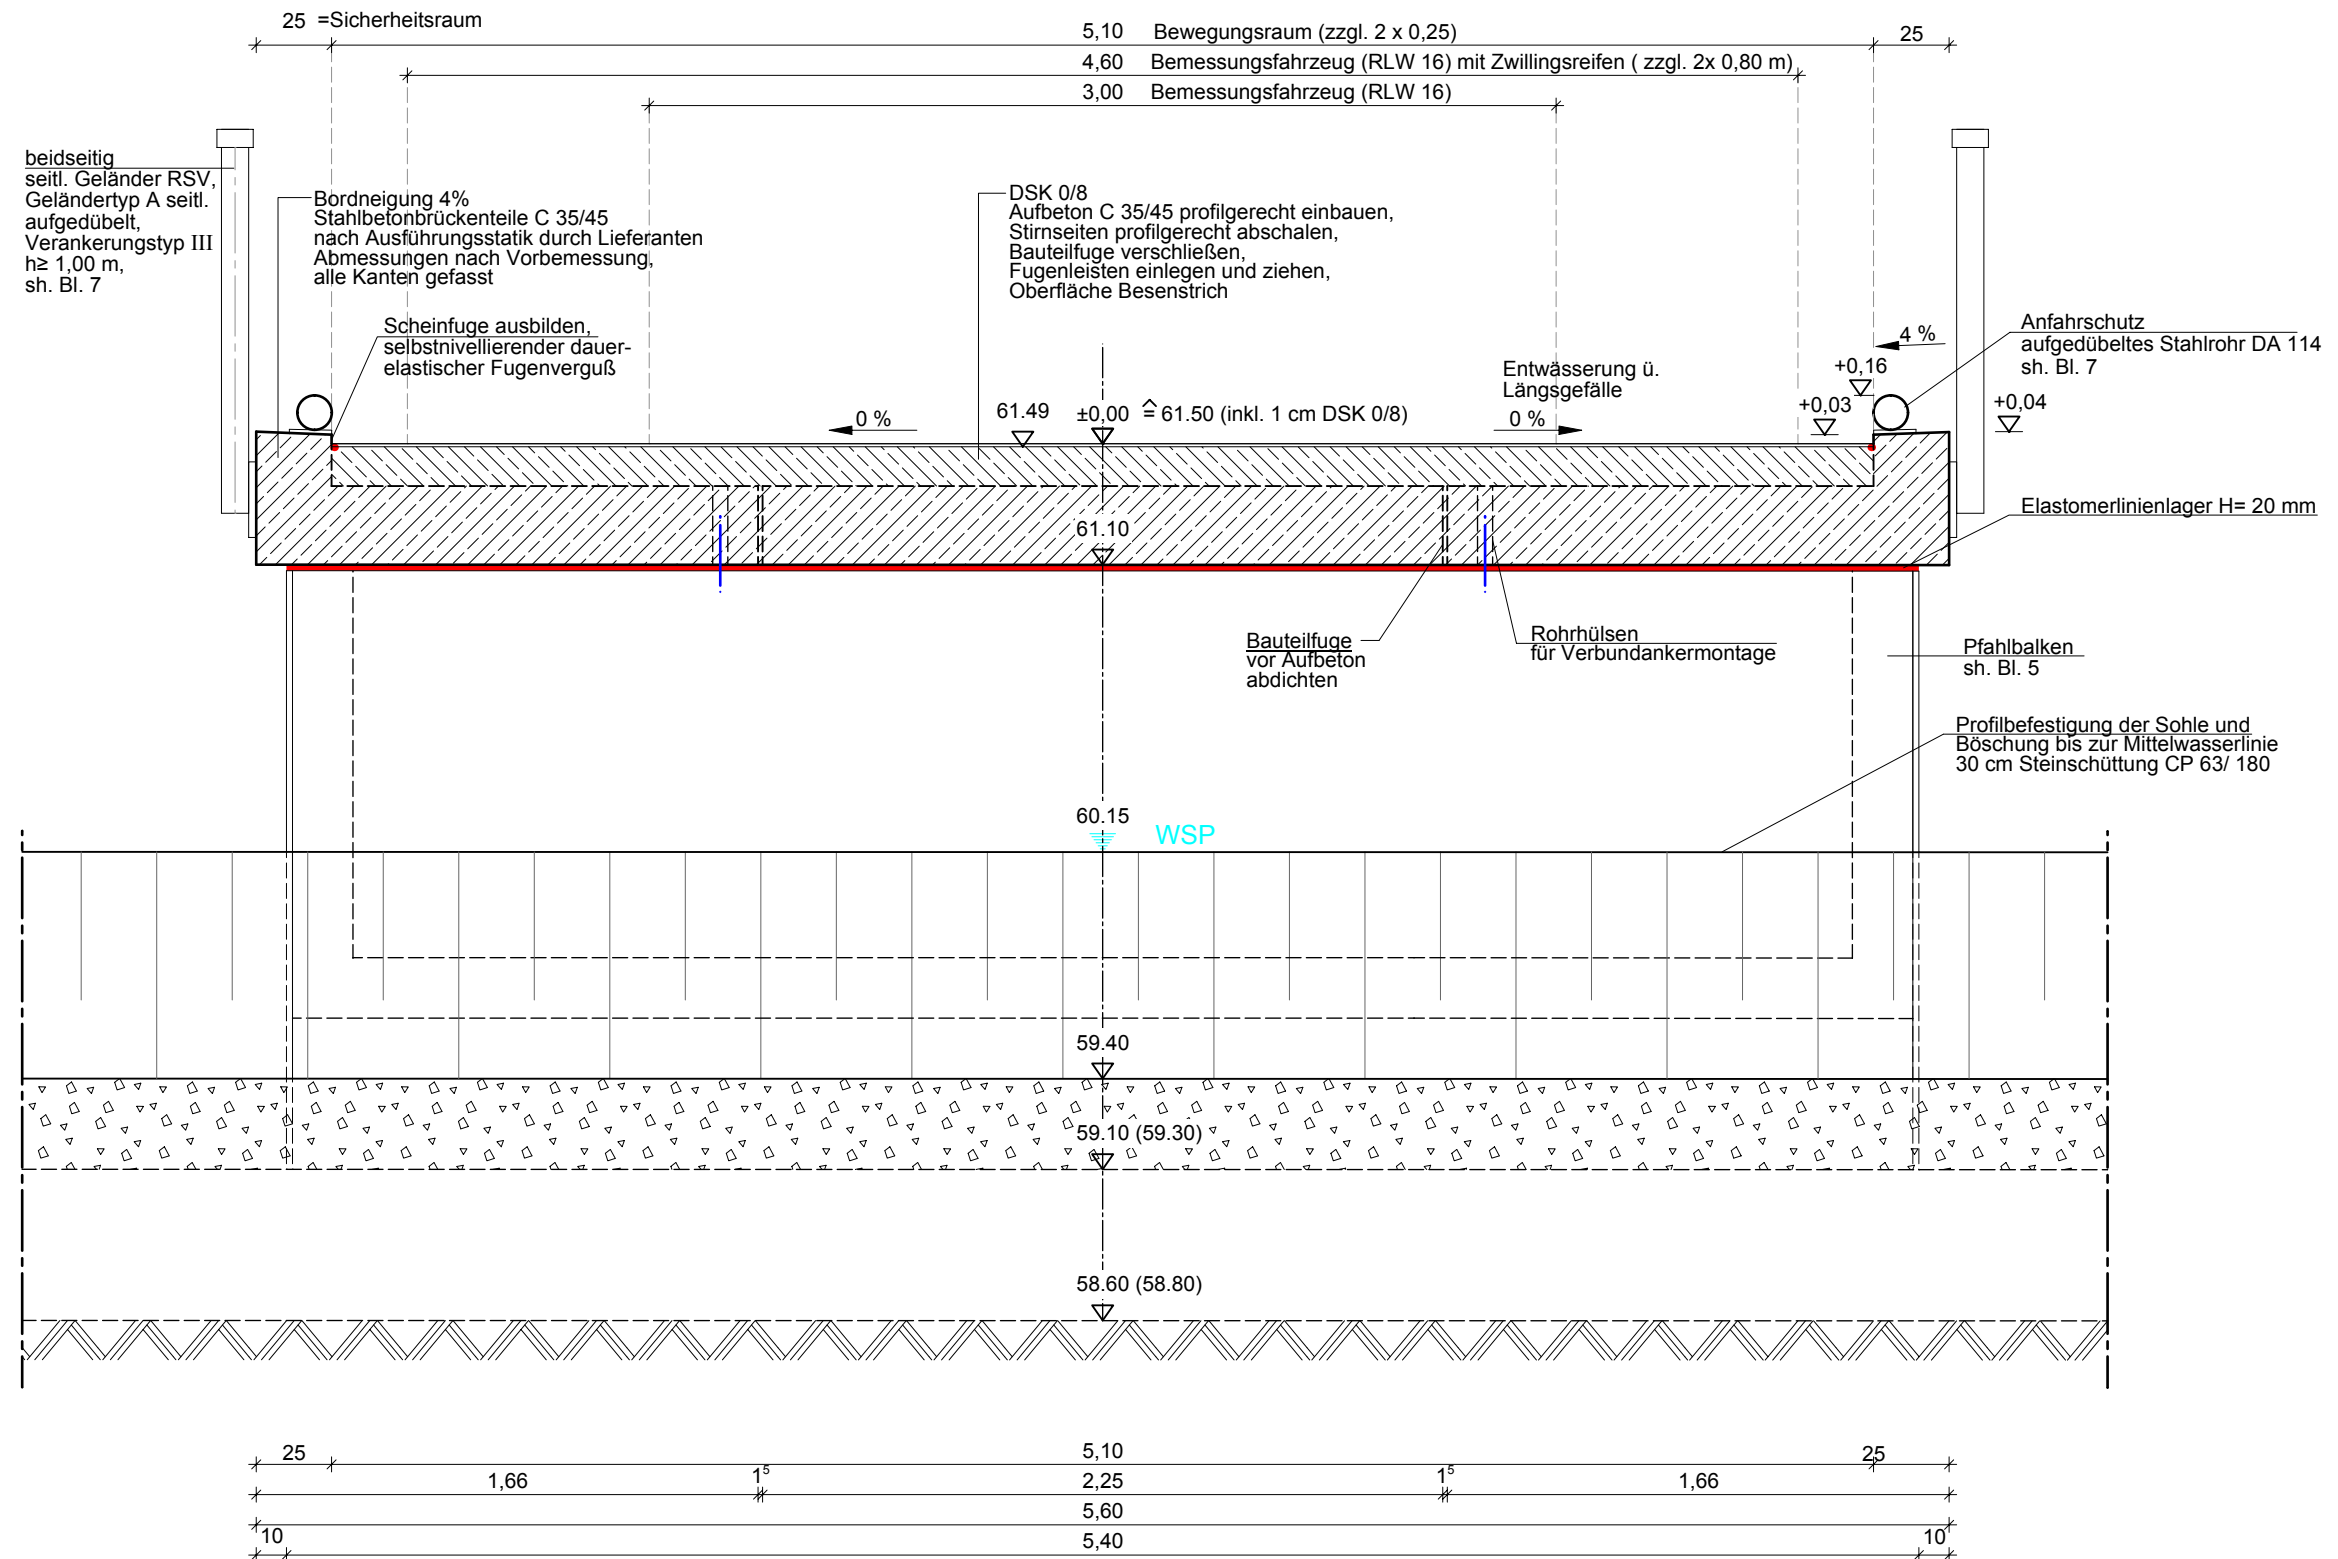 25 =Sicherheitsraum
5,10 Bewegungsraum (zzgl. 2 x 0,25)
25
4,60 Bemessungsfahrzeug (RLW 16) mit Zwillingsreifen ( zzgl. 2x 0,80 m)
3,00 Bemessungsfahrzeug (RLW 16)
beidseitig
seitl. Geländer RSV,
Geländertyp A seitl.
aufgedübelt,
Verankerungstyp III
h≥ 1,00 m,
sh. Bl. 7
Bordneigung 4%
Stahlbetonbrückenteile C 35/45
nach Ausführungsstatik durch Lieferanten
Abmessungen nach Vorbemessung,
alle Kanten gefasst
DSK 0/8
Aufbeton C 35/45 profilgerecht einbauen,
Stirnseiten profilgerecht abschalen,
Bauteilfuge verschließen,
Fugenleisten einlegen und ziehen,
Oberfläche Besenstrich
Scheinfuge ausbilden,
selbstnivellierender dauer-
elastischer Fugenverguß
Anfahrschutz
aufgedübeltes Stahlrohr DA 114
sh. Bl. 7
4 %
Entwässerung ü.
Längsgefälle
+0,16
+0,03
+0,04
0 %
61.49
±0,00 ≙ 61.50 (inkl. 1 cm DSK 0/8)
0 %
61.10
Elastomerlinienlager H= 20 mm
Bauteilfuge
vor Aufbeton
abdichten
Rohrhülsen
für Verbundankermontage
Pfahlbalken
sh. Bl. 5
Profilbefestigung der Sohle und
Böschung bis zur Mittelwasserlinie
30 cm Steinschüttung CP 63/ 180
60.15
WSP
59.40
59.10 (59.30)
58.60 (58.80)
25
5,10
25
1,66
1⁵
2,25
1⁵
1,66
5,60
10
5,40
10